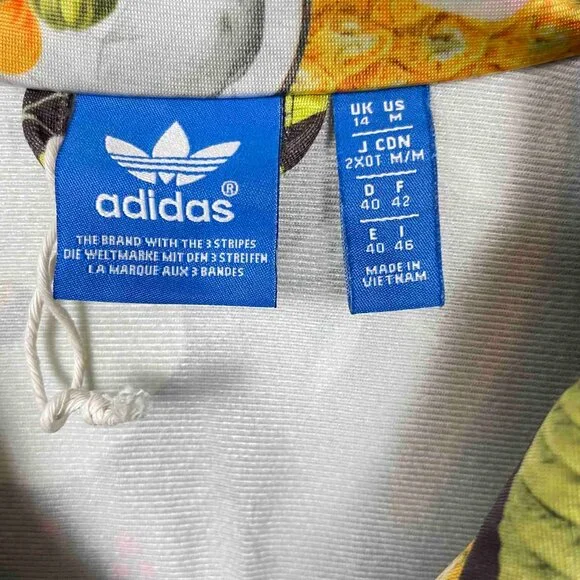 adidas®
THE BRAND WITH THE 3 STRIPES
DIE WELTMARKE MIT DEN 3 STREIFEN
LA MARQUE AUX 3 BANDES
UK US
14 M
J CDN
2XOT M/M
D F
40 42
E I
40 46
MADE IN
VIETNAM